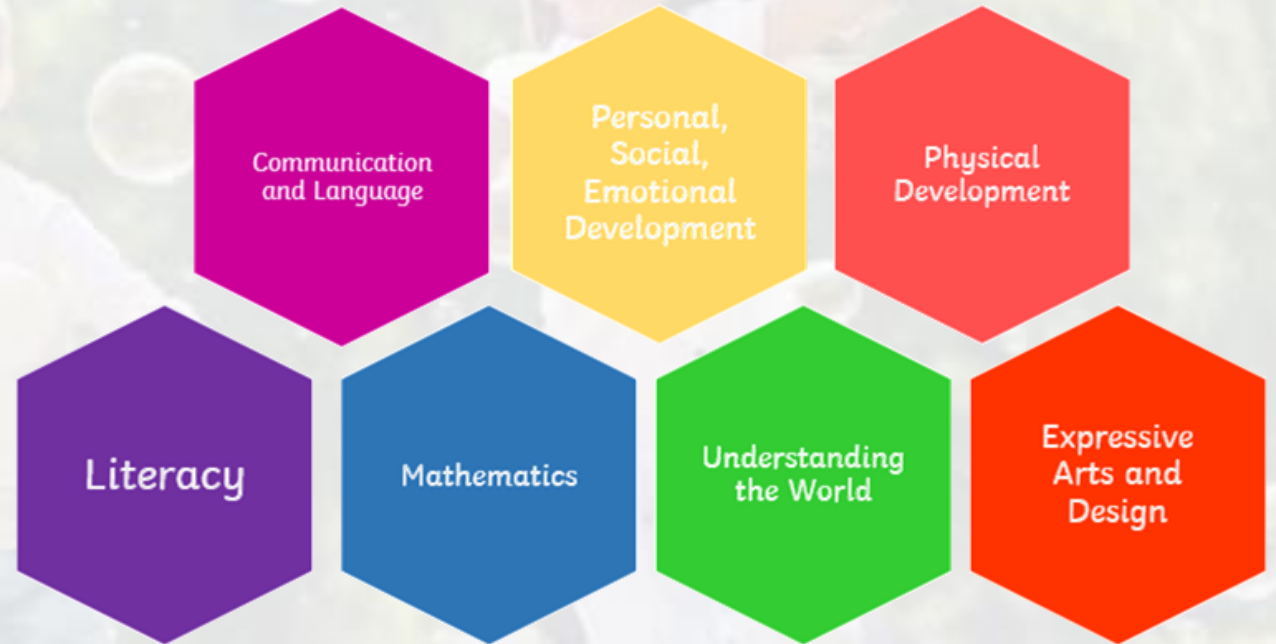 Communication
and Language
Personal,
Social,
Emotional
Development
Physical
Development
Literacy
Mathematics
Understanding
the World
Expressive
Arts and
Design